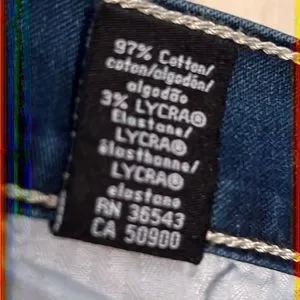 97% Cotton/
coton/algodón/
algodão
3% LYCRA®
Elastane/
LYCRA®
élasthanne/
LYCRA®
elastano
RN 36543
CA 50900